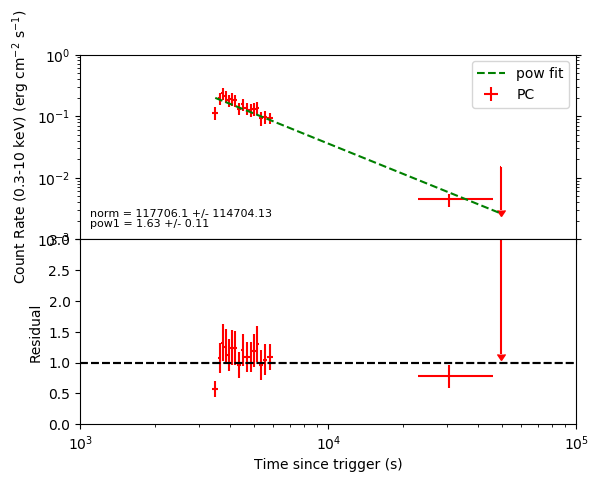 Count Rate (0.3-10 keV) (erg cm⁻² s⁻¹)
10⁰
10⁻¹
10⁻²
pow fit
PC
norm = 117706.1 +/- 114704.13
pow1 = 1.63 +/- 0.11
Residual
3.0
2.5
2.0
1.5
1.0
0.5
0.0
10³
10⁴
10⁵
Time since trigger (s)